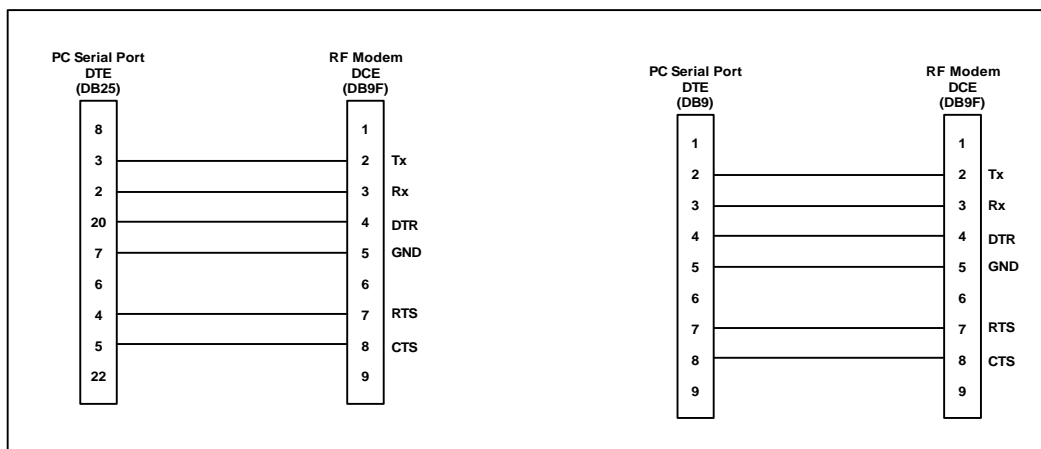 PC Serial Port
DTE
(DB25)
RF Modem
DCE
(DB9F)
8
1
3
2
Tx
2
3
Rx
20
4
DTR
7
5
GND
6
6
4
7
RTS
5
8
CTS
22
9
PC Serial Port
DTE
(DB9)
RF Modem
DCE
(DB9F)
1
1
2
2
Tx
3
3
Rx
4
4
DTR
5
5
GND
6
6
7
7
RTS
8
8
CTS
9
9